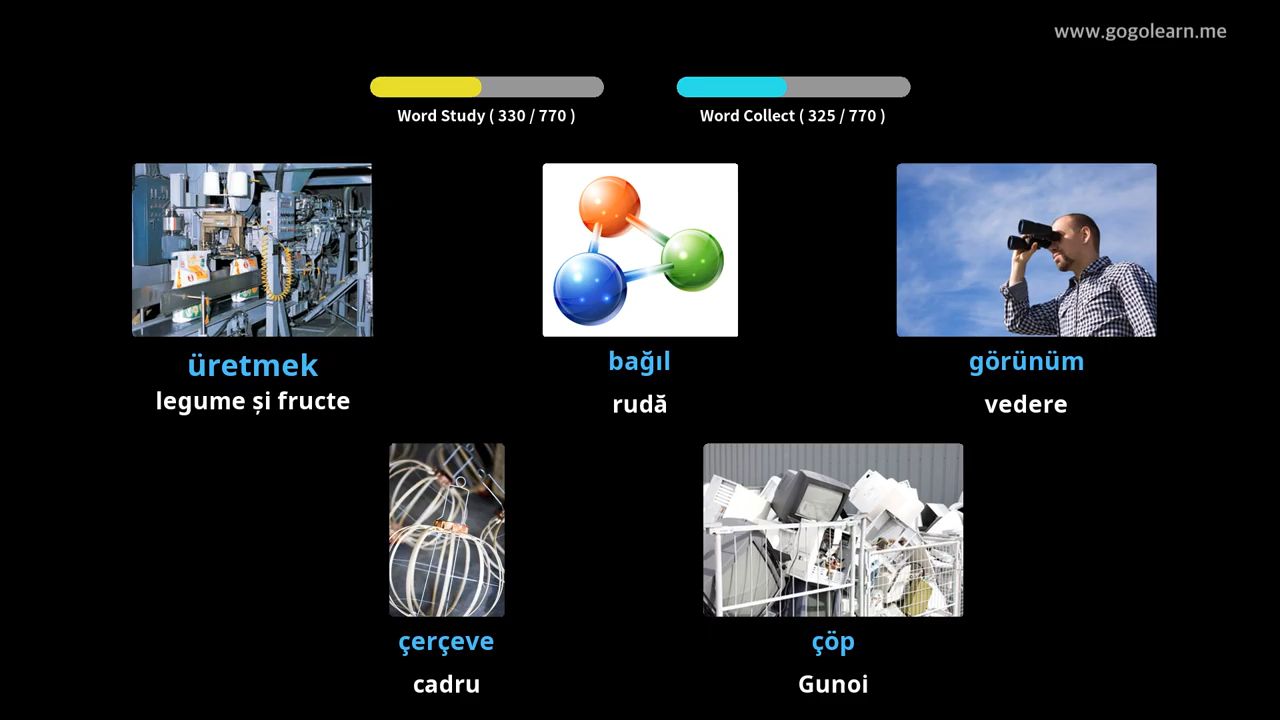 www.gogolearn.me
Word Study ( 330 / 770 )
Word Collect ( 325 / 770 )
üretmek
legume și fructe
bağıl
rudă
görünüm
vedere
çerçeve
cadru
çöp
Gunoi